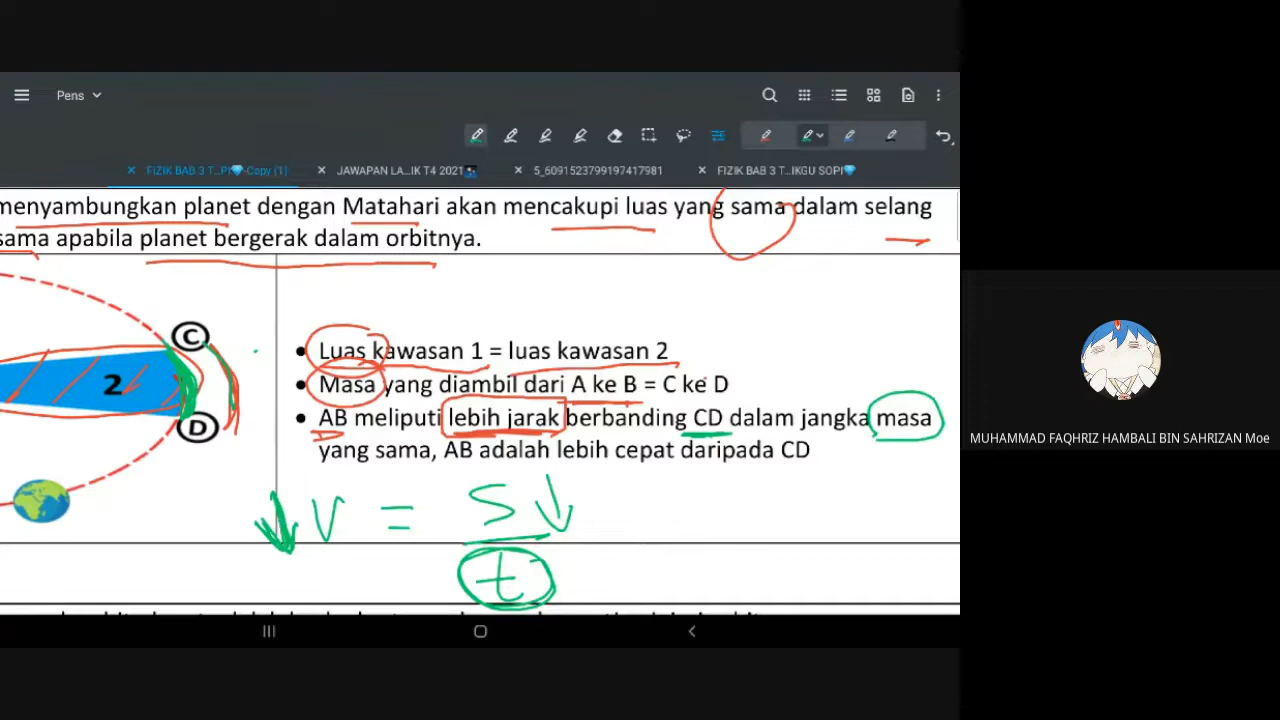 Pens
FIZIK BAB 3 T..PI💎-Copy (1)
JAWAPAN LA...IK T4 2021
5_6091523799197417981
FIZIK BAB 3 T..IKGU SOPI💎
menyambungkan planet dengan Matahari akan mencakupi luas yang sama dalam selang
sama apabila planet bergerak dalam orbitnya.
C
2
D
• Luas kawasan 1 = luas kawasan 2
• Masa yang diambil dari A ke B = C ke D
• AB meliputi lebih jarak berbanding CD dalam jangka masa
yang sama, AB adalah lebih cepat daripada CD
↓ V = S ↓
t
MUHAMMAD FAQHRIZ HAMBALI BIN SAHRIZAN Moe